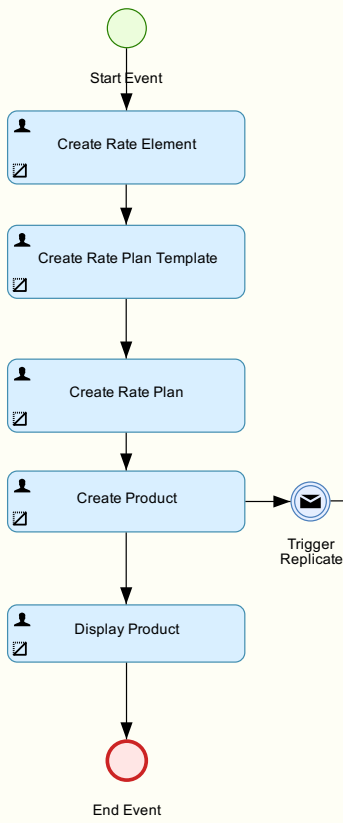 Start Event
Create Rate Element
Create Rate Plan Template
Create Rate Plan
Create Product
Trigger
Replicate
Display Product
End Event